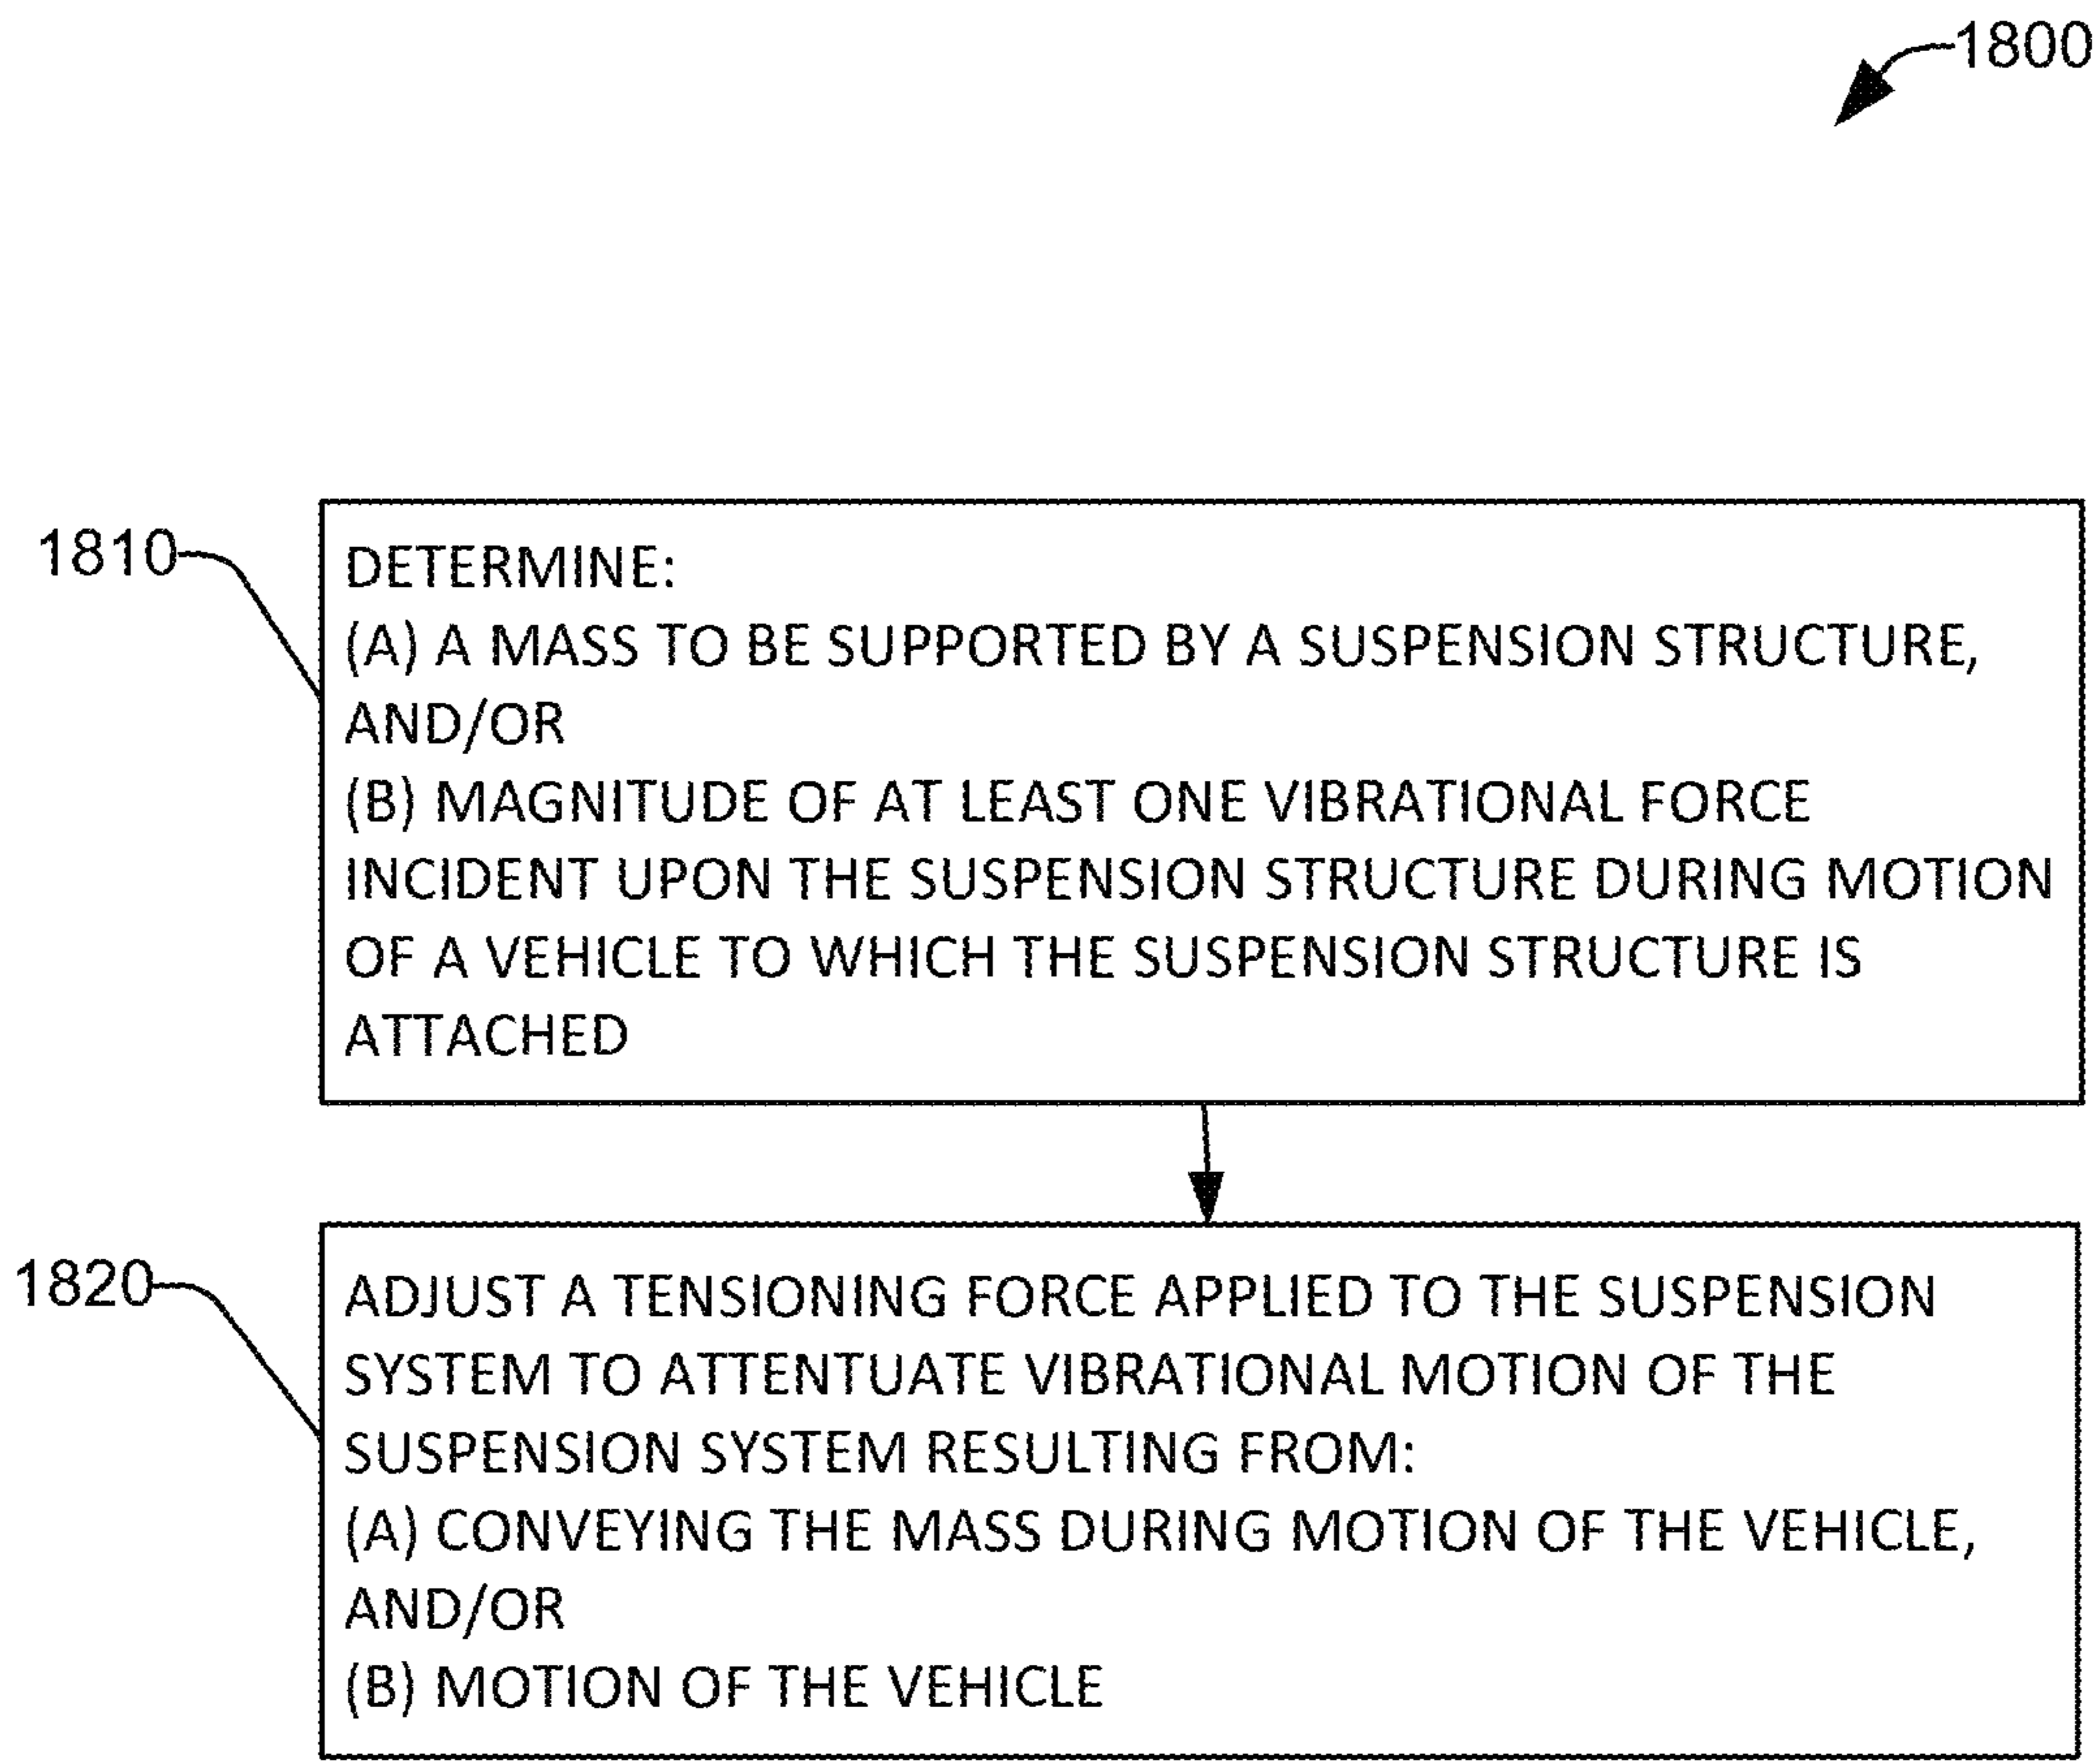 1800
1810
DETERMINE:
(A) A MASS TO BE SUPPORTED BY A SUSPENSION STRUCTURE,
AND/OR
(B) MAGNITUDE OF AT LEAST ONE VIBRATIONAL FORCE
INCIDENT UPON THE SUSPENSION STRUCTURE DURING MOTION
OF A VEHICLE TO WHICH THE SUSPENSION STRUCTURE IS
ATTACHED
1820
ADJUST A TENSIONING FORCE APPLIED TO THE SUSPENSION
SYSTEM TO ATTENTUATE VIBRATIONAL MOTION OF THE
SUSPENSION SYSTEM RESULTING FROM:
(A) CONVEYING THE MASS DURING MOTION OF THE VEHICLE,
AND/OR
(B) MOTION OF THE VEHICLE